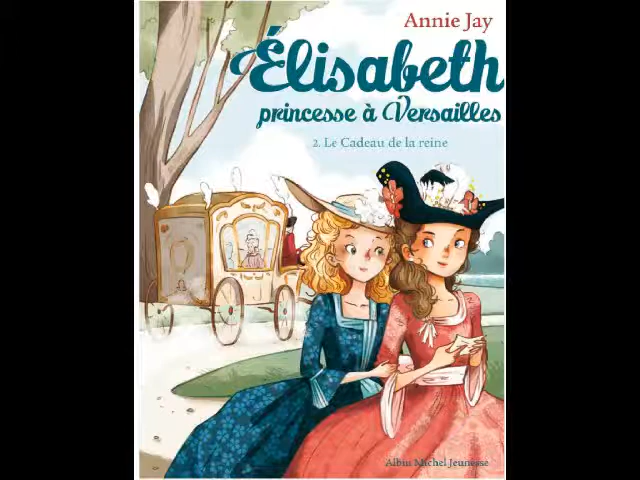 Annie Jay
Élisabeth
princesse à Versailles
2. Le Cadeau de la reine
Albin Michel Jeunesse